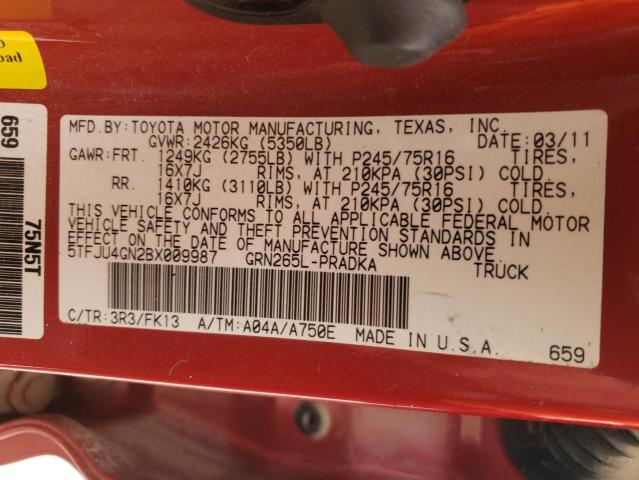 oad
659
75N5T
MFD.BY:TOYOTA MOTOR MANUFACTURING, TEXAS, INC.
GVWR:2426KG (5350LB) DATE:03/11
GAWR:FRT. 1249KG (2755LB) WITH P245/75R16 TIRES,
16X7J RIMS, AT 210KPA (30PSI) COLD
RR. 1410KG (3110LB) WITH P245/75R16 TIRES,
16X7J RIMS, AT 210KPA (30PSI) COLD
THIS VEHICLE CONFORMS TO ALL APPLICABLE FEDERAL MOTOR
VEHICLE SAFETY AND THEFT PREVENTION STANDARDS IN
EFFECT ON THE DATE OF MANUFACTURE SHOWN ABOVE.
5TFJU4GN2BX009987 GRN265L-PRADKA TRUCK
C/TR:3R3/FK13 A/TM:A04A/A750E MADE IN U.S.A. 659